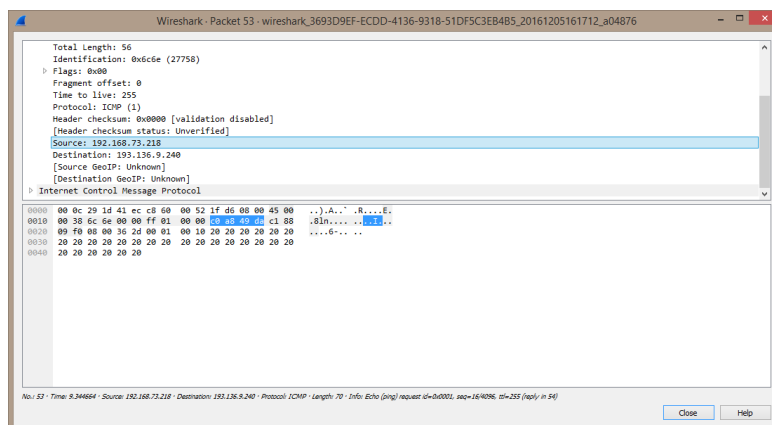 Wireshark · Packet 53 · wireshark_3693D9EF-ECDD-4136-9318-51DF5C3EB4B5_20161205161712_a04876
Total Length: 56
Identification: 0x6c6e (27758)
Flags: 0x00
Fragment offset: 0
Time to live: 255
Protocol: ICMP (1)
Header checksum: 0x0000 [validation disabled]
[Header checksum status: Unverified]
Source: 192.168.73.218
Destination: 193.136.9.240
[Source GeoIP: Unknown]
[Destination GeoIP: Unknown]
Internet Control Message Protocol
0000 00 0c 29 1d 41 ec c8 60 00 52 1f d6 08 00 45 00 ..).A..` .R....E.
0010 00 38 6c 6e 00 00 ff 01 00 00 c0 a8 49 da c1 88 .8ln.... ....I...
0020 09 f0 08 00 36 2d 00 01 00 10 20 20 20 20 20 20 ....6-.. ..
0030 20 20 20 20 20 20 20 20 20 20 20 20 20 20 20 20
0040 20 20 20 20 20 20
No.: 53 · Time: 9.344664 · Source: 192.168.73.218 · Destination: 193.136.9.240 · Protocol: ICMP · Length: 70 · Info: Echo (ping) request id=0x0001, seq=16/4096, ttl=255 (reply in 54)
Close Help